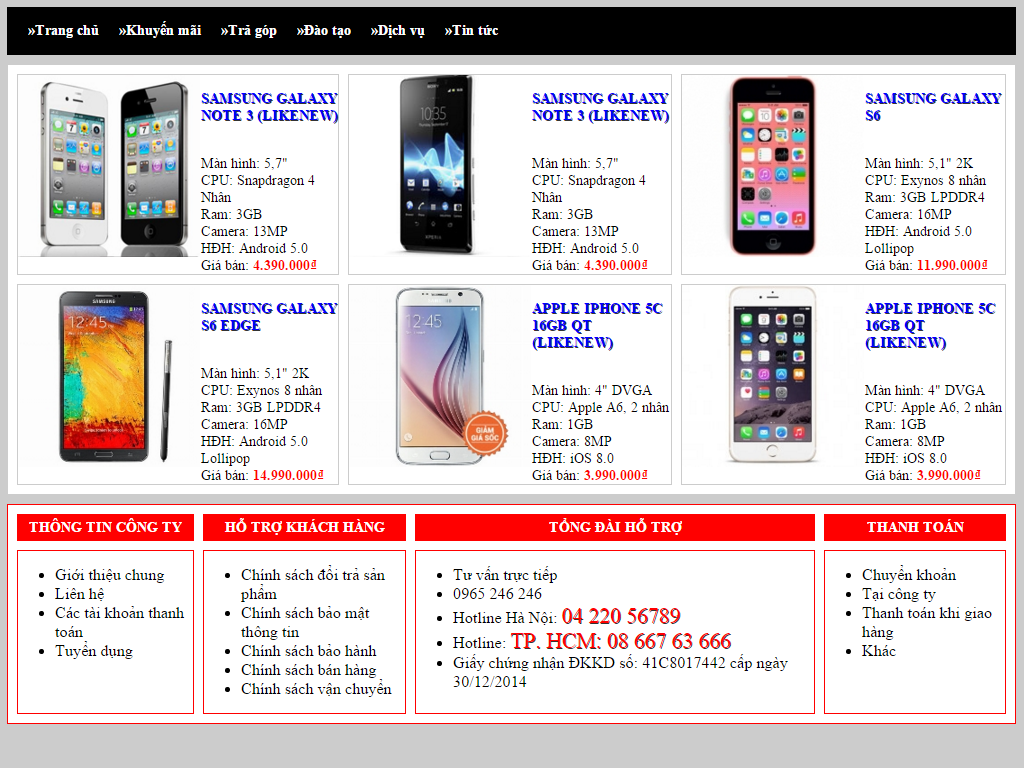 »Trang chủ »Khuyến mãi »Trả góp »Đào tạo »Dịch vụ »Tin tức
SAMSUNG GALAXY
NOTE 3 (LIKENEW)
Màn hình: 5,7"
CPU: Snapdragon 4
Nhân
Ram: 3GB
Camera: 13MP
HĐH: Android 5.0
Giá bán: 4.390.000₫
SONY
10:35
XPERIA
SAMSUNG GALAXY
NOTE 3 (LIKENEW)
Màn hình: 5,7"
CPU: Snapdragon 4
Nhân
Ram: 3GB
Camera: 13MP
HĐH: Android 5.0
Giá bán: 4.390.000₫
SAMSUNG GALAXY
S6
Màn hình: 5,1" 2K
CPU: Exynos 8 nhân
Ram: 3GB LPDDR4
Camera: 16MP
HĐH: Android 5.0
Lollipop
Giá bán: 11.990.000₫
SAMSUNG
12:45
SAMSUNG GALAXY
S6 EDGE
Màn hình: 5,1" 2K
CPU: Exynos 8 nhân
Ram: 3GB LPDDR4
Camera: 16MP
HĐH: Android 5.0
Lollipop
Giá bán: 14.990.000₫
12:45
GIẢM
GIÁ SỐC
APPLE IPHONE 5C
16GB QT
(LIKENEW)
Màn hình: 4" DVGA
CPU: Apple A6, 2 nhân
Ram: 1GB
Camera: 8MP
HĐH: iOS 8.0
Giá bán: 3.990.000₫
APPLE IPHONE 5C
16GB QT
(LIKENEW)
Màn hình: 4" DVGA
CPU: Apple A6, 2 nhân
Ram: 1GB
Camera: 8MP
HĐH: iOS 8.0
Giá bán: 3.990.000₫
THÔNG TIN CÔNG TY
Giới thiệu chung
Liên hệ
Các tài khoản thanh
toán
Tuyển dụng
HỖ TRỢ KHÁCH HÀNG
Chính sách đổi trả sản
phẩm
Chính sách bảo mật
thông tin
Chính sách bảo hành
Chính sách bán hàng
Chính sách vận chuyển
TỔNG ĐÀI HỖ TRỢ
Tư vấn trực tiếp
0965 246 246
Hotline Hà Nội: 04 220 56789
Hotline: TP. HCM: 08 667 63 666
Giấy chứng nhận ĐKKD số: 41C8017442 cấp ngày
30/12/2014
THANH TOÁN
Chuyển khoản
Tại công ty
Thanh toán khi giao
hàng
Khác